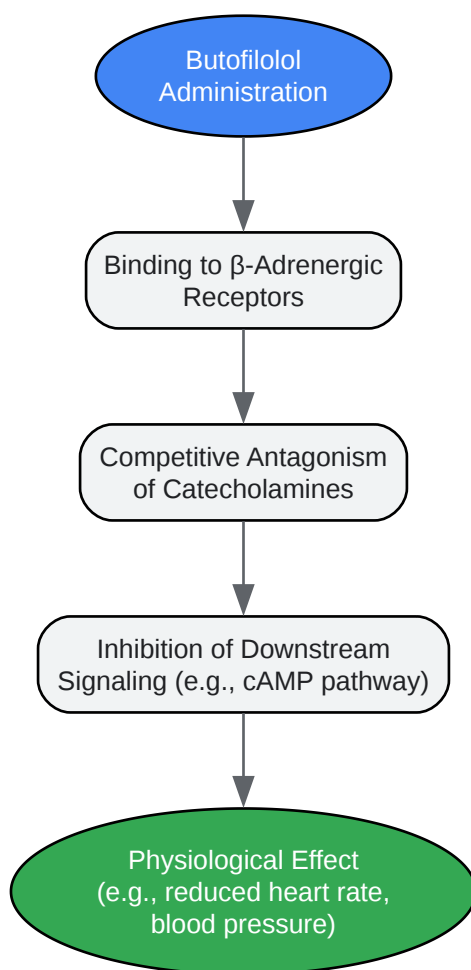 Butofilolol
Administration
Binding to β-Adrenergic
Receptors
Competitive Antagonism
of Catecholamines
Inhibition of Downstream
Signaling (e.g., cAMP pathway)
Physiological Effect
(e.g., reduced heart rate,
blood pressure)